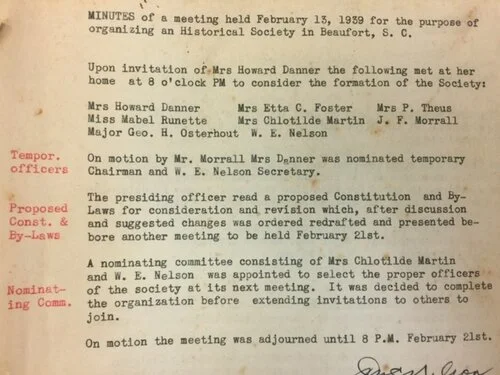 MINUTES of a meeting held February 13, 1939 for the purpose of
organizing an Historical Society in Beaufort, S. C.
Upon invitation of Mrs Howard Danner the following met at her
home at 8 o'clock PM to consider the formation of the Society:
Mrs Howard Danner Mrs Etta C. Foster Mrs P. Theus
Miss Mabel Runette Mrs Chlotilde Martin J. F. Morrall
Major Geo. H. Osterhout W. E. Nelson
Tempor.
officers
On motion by Mr. Morrall Mrs Danner was nominated temporary
Chairman and W. E. Nelson Secretary.
Proposed
Const. &
By-Laws
The presiding officer read a proposed Constitution and By-
Laws for consideration and revision which, after discussion
and suggested changes was ordered redrafted and presented be-
bore another meeting to be held February 21st.
Nominat-
ing Comm.
A nominating committee consisting of Mrs Chlotilde Martin
and W. E. Nelson was appointed to select the proper officers
of the society at its next meeting. It was decided to complete
the organization before extending invitations to others to
join.
On motion the meeting was adjourned until 8 P.M. February 21st.